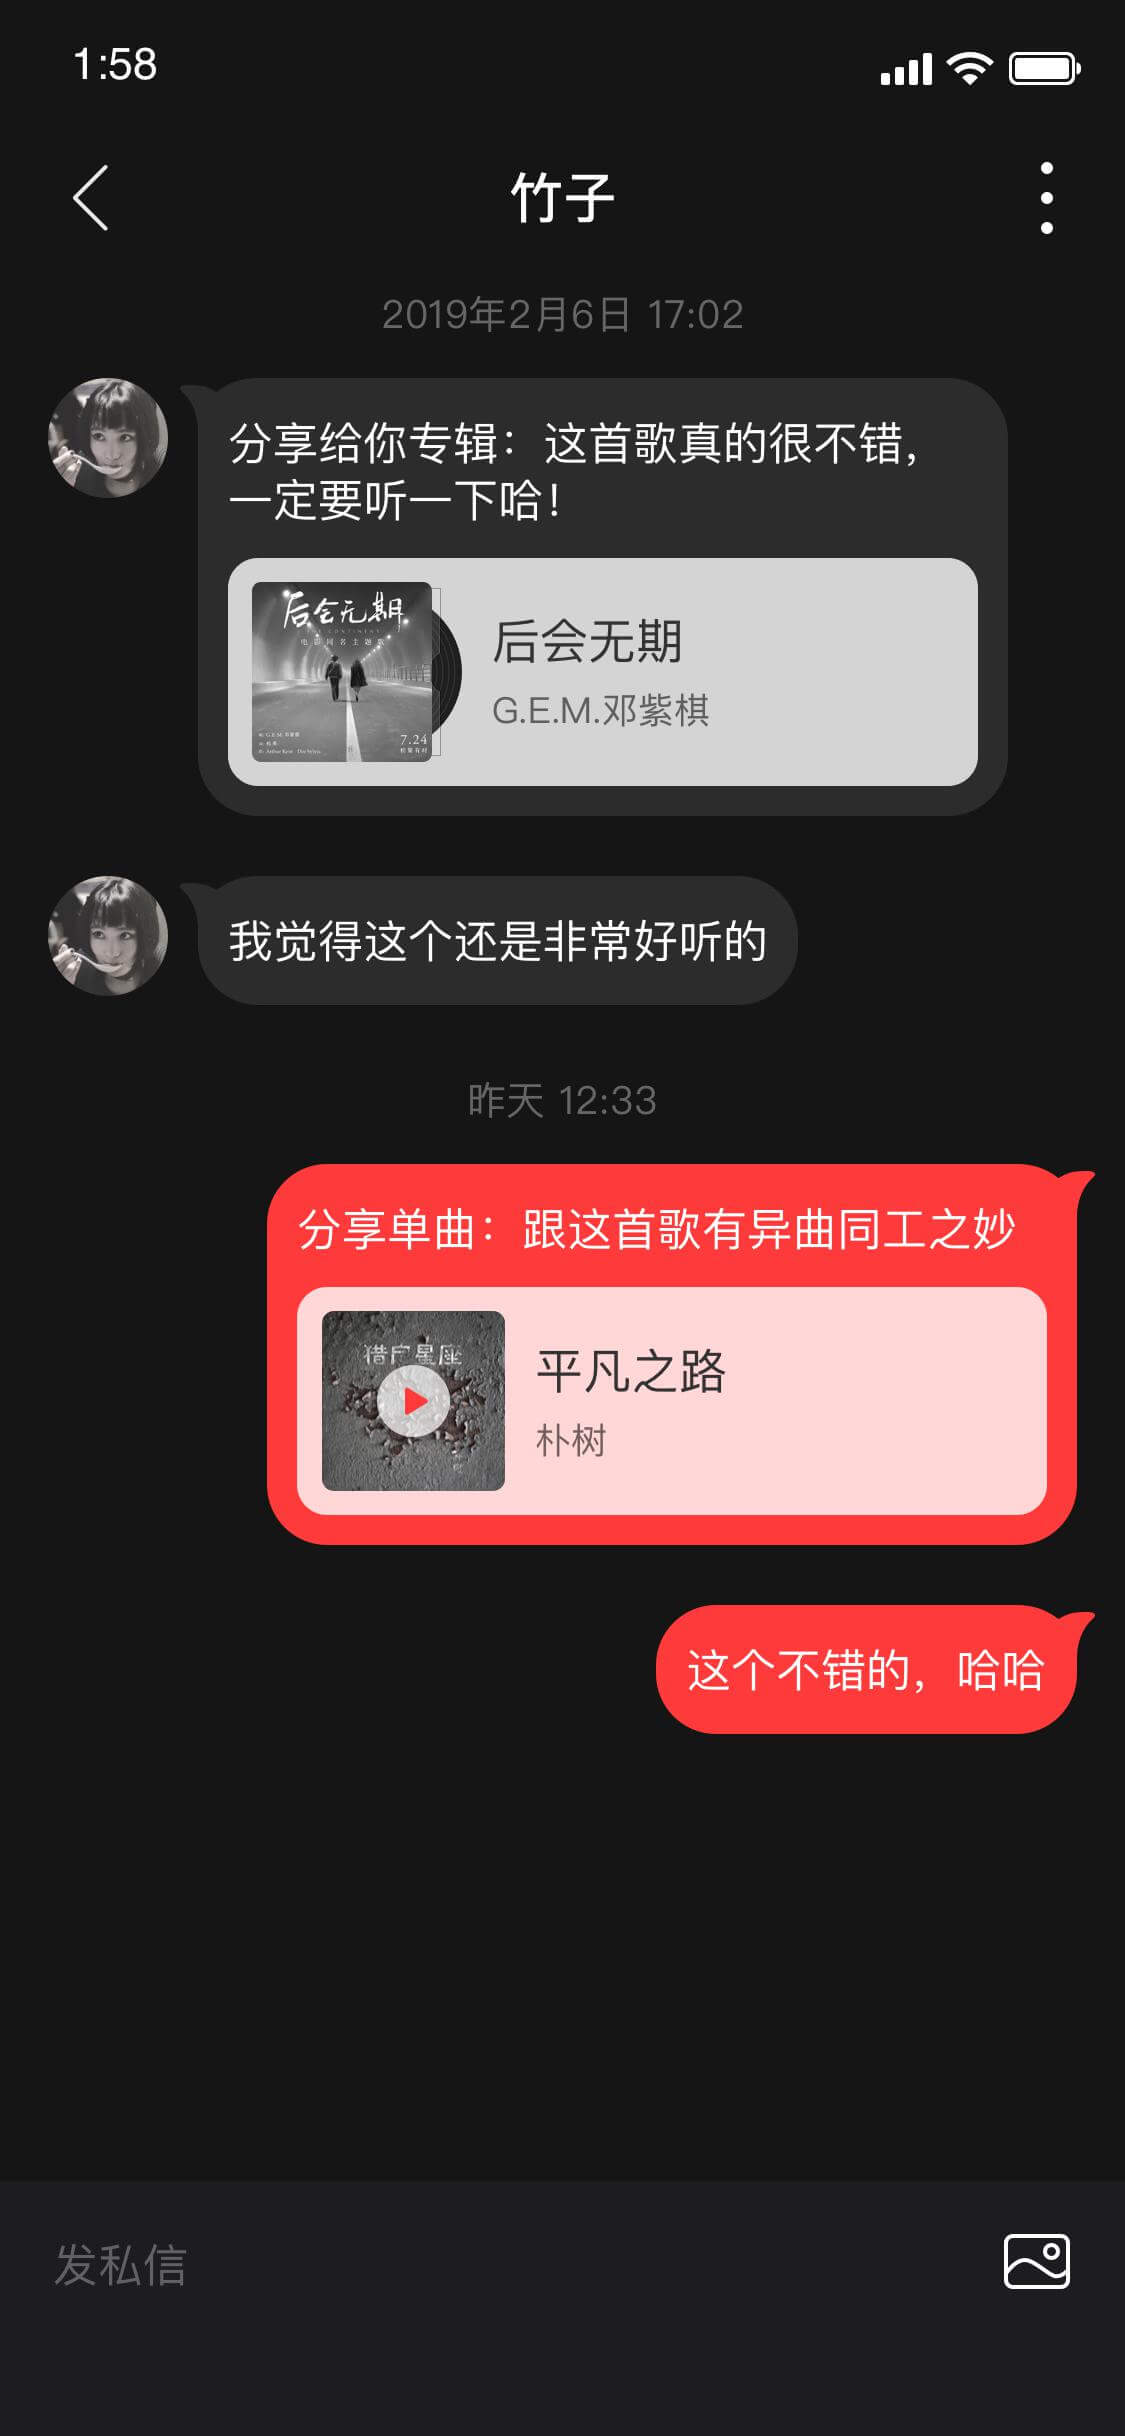 1:58
竹子
2019年2月6日 17:02
分享给你专辑：这首歌真的很不错，
一定要听一下哈！
后会无期
电影同名主题歌
7.24
后会无期
G.E.M.邓紫棋
我觉得这个还是非常好听的
昨天 12:33
分享单曲：跟这首歌有异曲同工之妙
猎户星座
平凡之路
朴树
这个不错的，哈哈
发私信